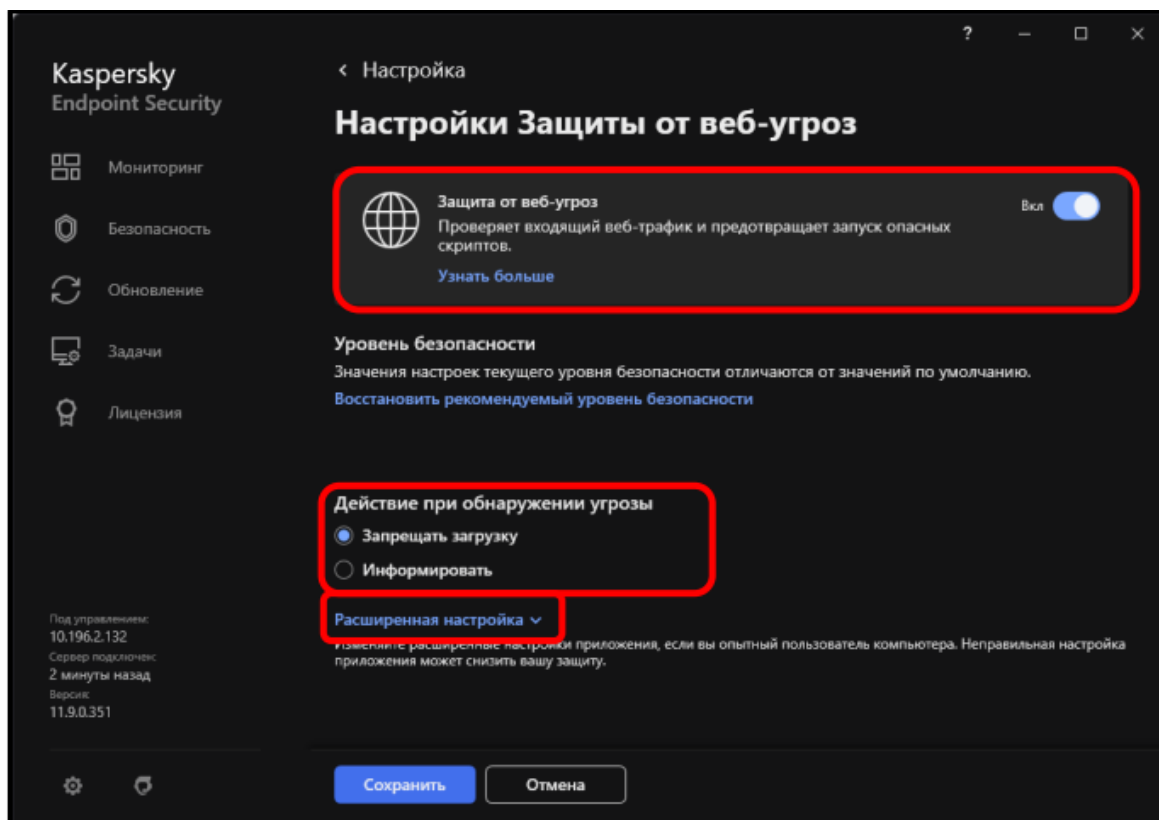 ?
Kaspersky
Endpoint Security
Мониторинг
Безопасность
Обновление
Задачи
Лицензия
Под управлением:
10.196.2.132
Сервер подключен:
2 минуты назад
Версия:
11.9.0.351
Настройка
Настройки Защиты от веб-угроз
Защита от веб-угроз
Вкл
Проверяет входящий веб-трафик и предотвращает запуск опасных
скриптов.
Узнать больше
Уровень безопасности
Значения настроек текущего уровня безопасности отличаются от значений по умолчанию.
Восстановить рекомендуемый уровень безопасности
Действие при обнаружении угрозы
Запрещать загрузку
Информировать
Расширенная настройка
Изменяйте расширенные настройки приложения, если вы опытный пользователь компьютера. Неправильная настройка
приложения может снизить вашу защиту.
Сохранить
Отмена